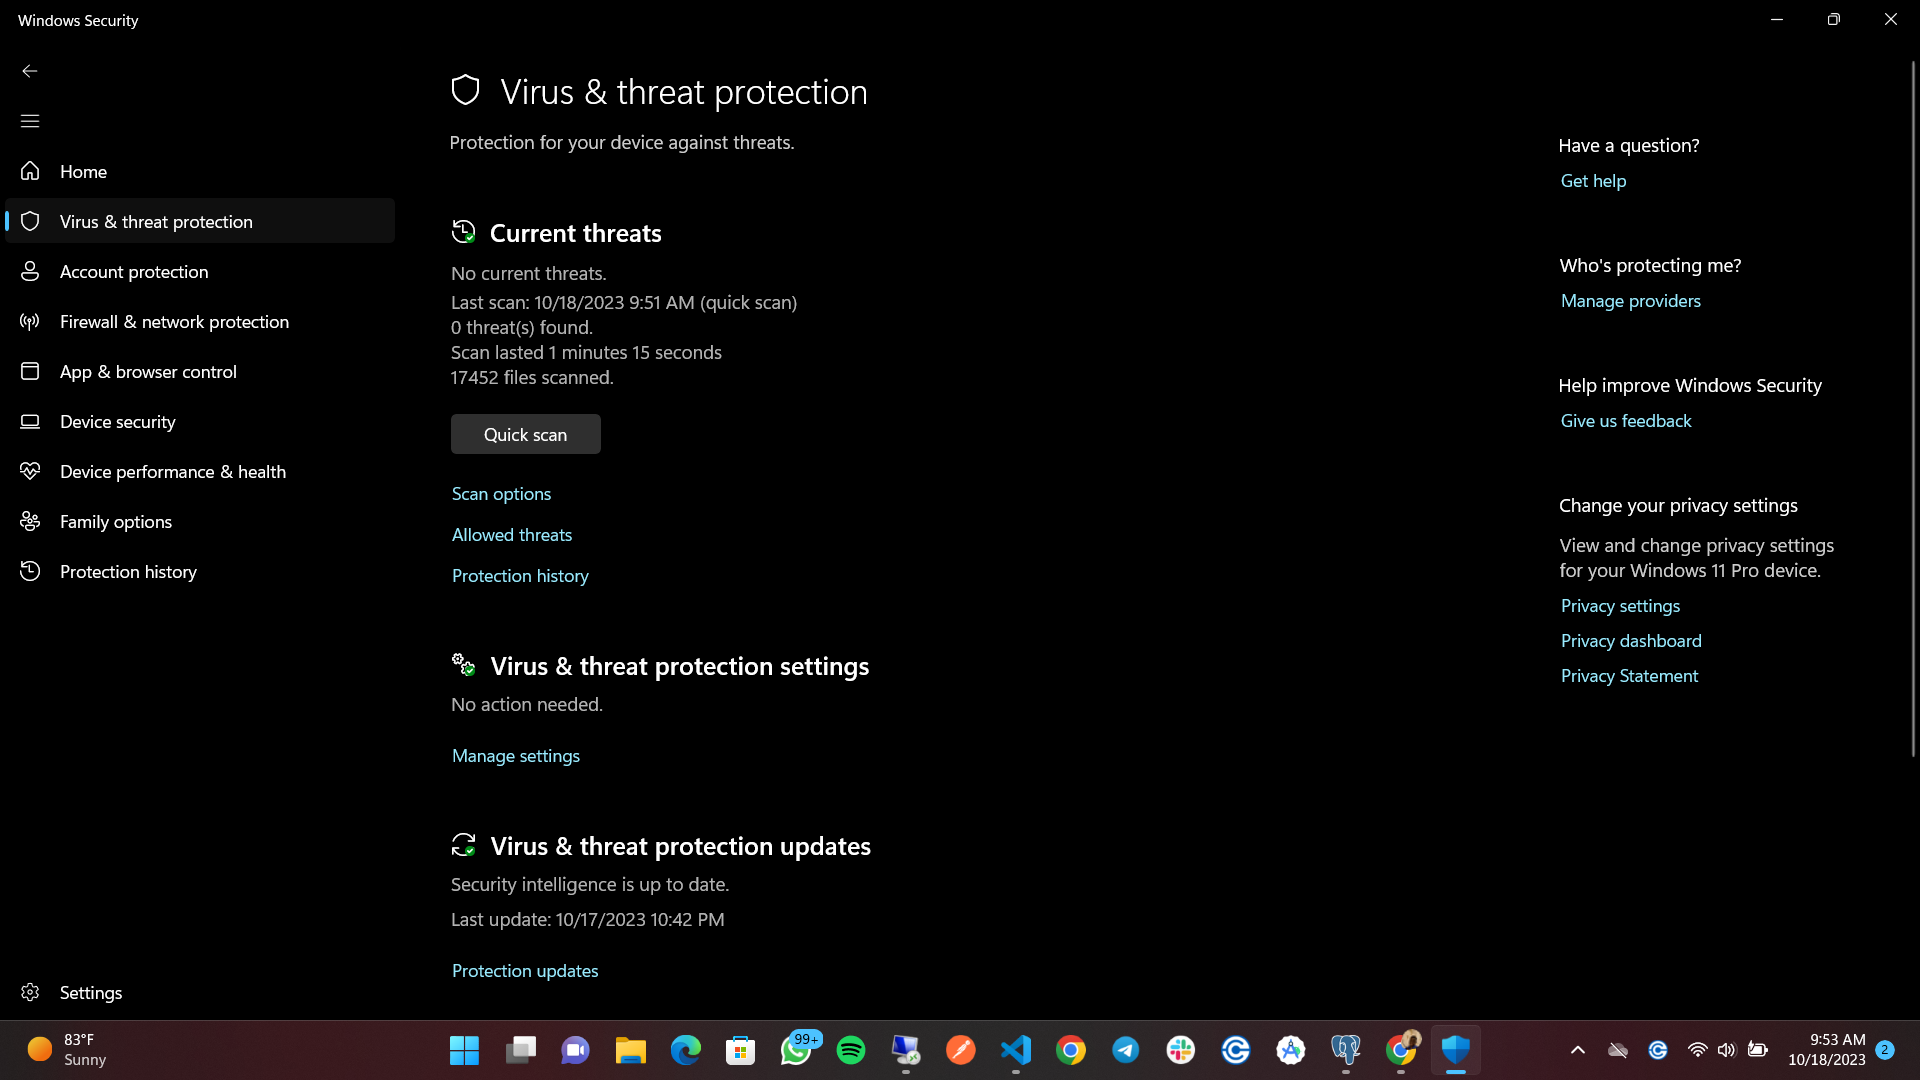 Windows Security
Home
Virus & threat protection
Account protection
Firewall & network protection
App & browser control
Device security
Device performance & health
Family options
Protection history
Settings
Virus & threat protection
Protection for your device against threats.
Current threats
No current threats.
Last scan: 10/18/2023 9:51 AM (quick scan)
0 threat(s) found.
Scan lasted 1 minutes 15 seconds
17452 files scanned.
Quick scan
Scan options
Allowed threats
Protection history
Virus & threat protection settings
No action needed.
Manage settings
Virus & threat protection updates
Security intelligence is up to date.
Last update: 10/17/2023 10:42 PM
Protection updates
Have a question?
Get help
Who's protecting me?
Manage providers
Help improve Windows Security
Give us feedback
Change your privacy settings
View and change privacy settings
for your Windows 11 Pro device.
Privacy settings
Privacy dashboard
Privacy Statement
83°F
Sunny
99+
9:53 AM
10/18/2023
2